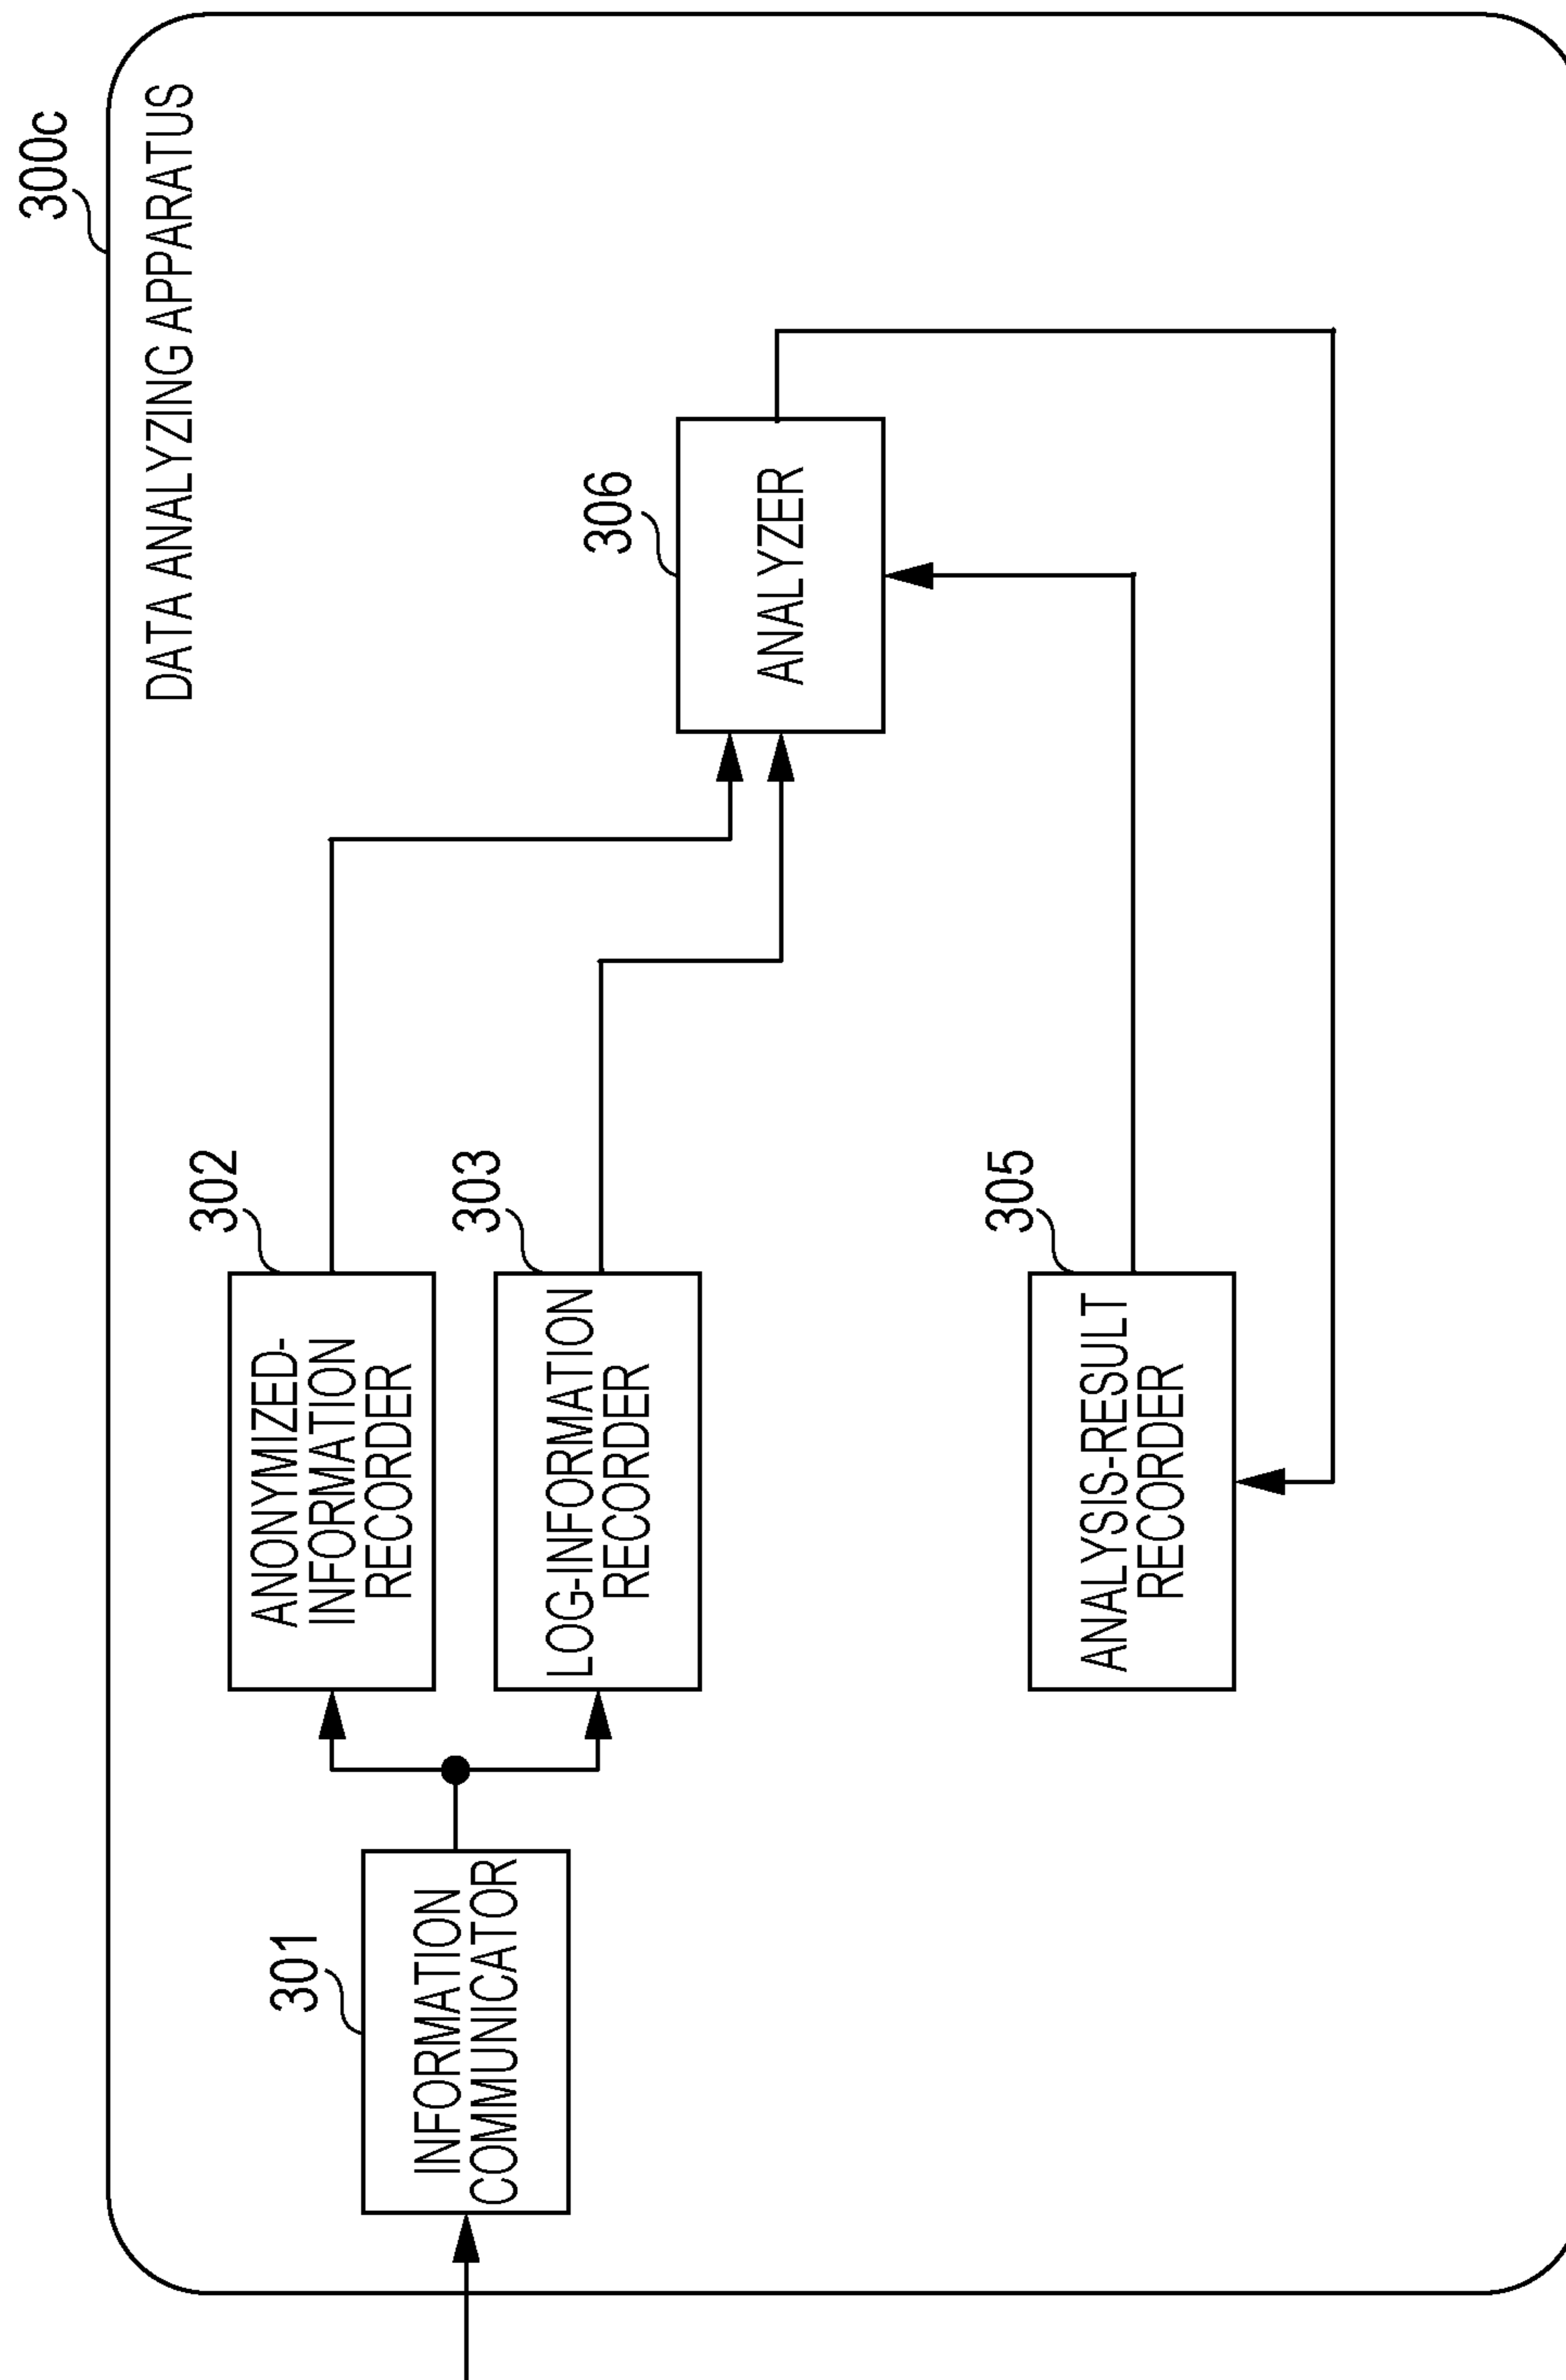 300c
DATA ANALYZING APPARATUS
301
INFORMATION
COMMUNICATOR
302
ANONYMIZED-
INFORMATION
RECORDER
303
LOG-INFORMATION
RECORDER
305
ANALYSIS-RESULT
RECORDER
306
ANALYZER